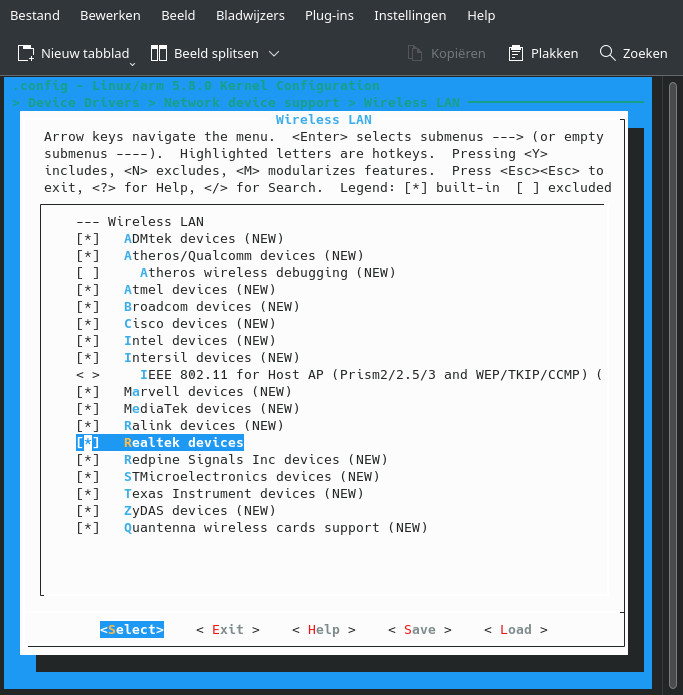 Bestand Bewerken Beeld Bladwijzers Plug-ins Instellingen Help
Nieuw tabblad Beeld splitsen Kopiëren Plakken Zoeken
.config - Linux/arm 5.0.0 Kernel Configuration
> Device Drivers > Network device support > Wireless LAN
Wireless LAN
Arrow keys navigate the menu.  <Enter> selects submenus ---> (or empty
submenus ----).  Highlighted letters are hotkeys.  Pressing <Y>
includes, <N> excludes, <M> modularizes features.  Press <Esc><Esc> to
exit, <?> for Help, </> for Search.  Legend: [*] built-in  [ ] excluded
--- Wireless LAN
[*]   ADMtek devices (NEW)
[*]   Atheros/Qualcomm devices (NEW)
[ ]     Atheros wireless debugging (NEW)
[*]   Atmel devices (NEW)
[*]   Broadcom devices (NEW)
[*]   Cisco devices (NEW)
[*]   Intel devices (NEW)
[*]   Intersil devices (NEW)
< >     IEEE 802.11 for Host AP (Prism2/2.5/3 and WEP/TKIP/CCMP) (
[*]   Marvell devices (NEW)
[*]   MediaTek devices (NEW)
[*]   Ralink devices (NEW)
[*]   Realtek devices
[*]   Redpine Signals Inc devices (NEW)
[*]   STMicroelectronics devices (NEW)
[*]   Texas Instrument devices (NEW)
[*]   ZyDAS devices (NEW)
[*]   Quantenna wireless cards support (NEW)
<Select>    < Exit >    < Help >    < Save >    < Load >